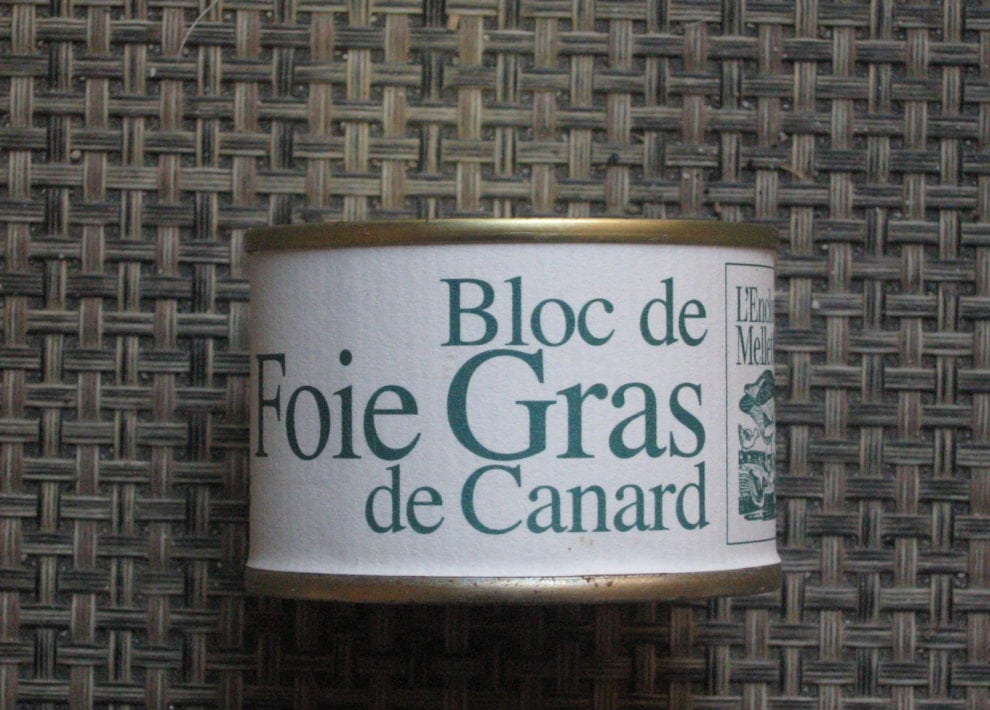 Bloc de
Foie Gras
de Canard